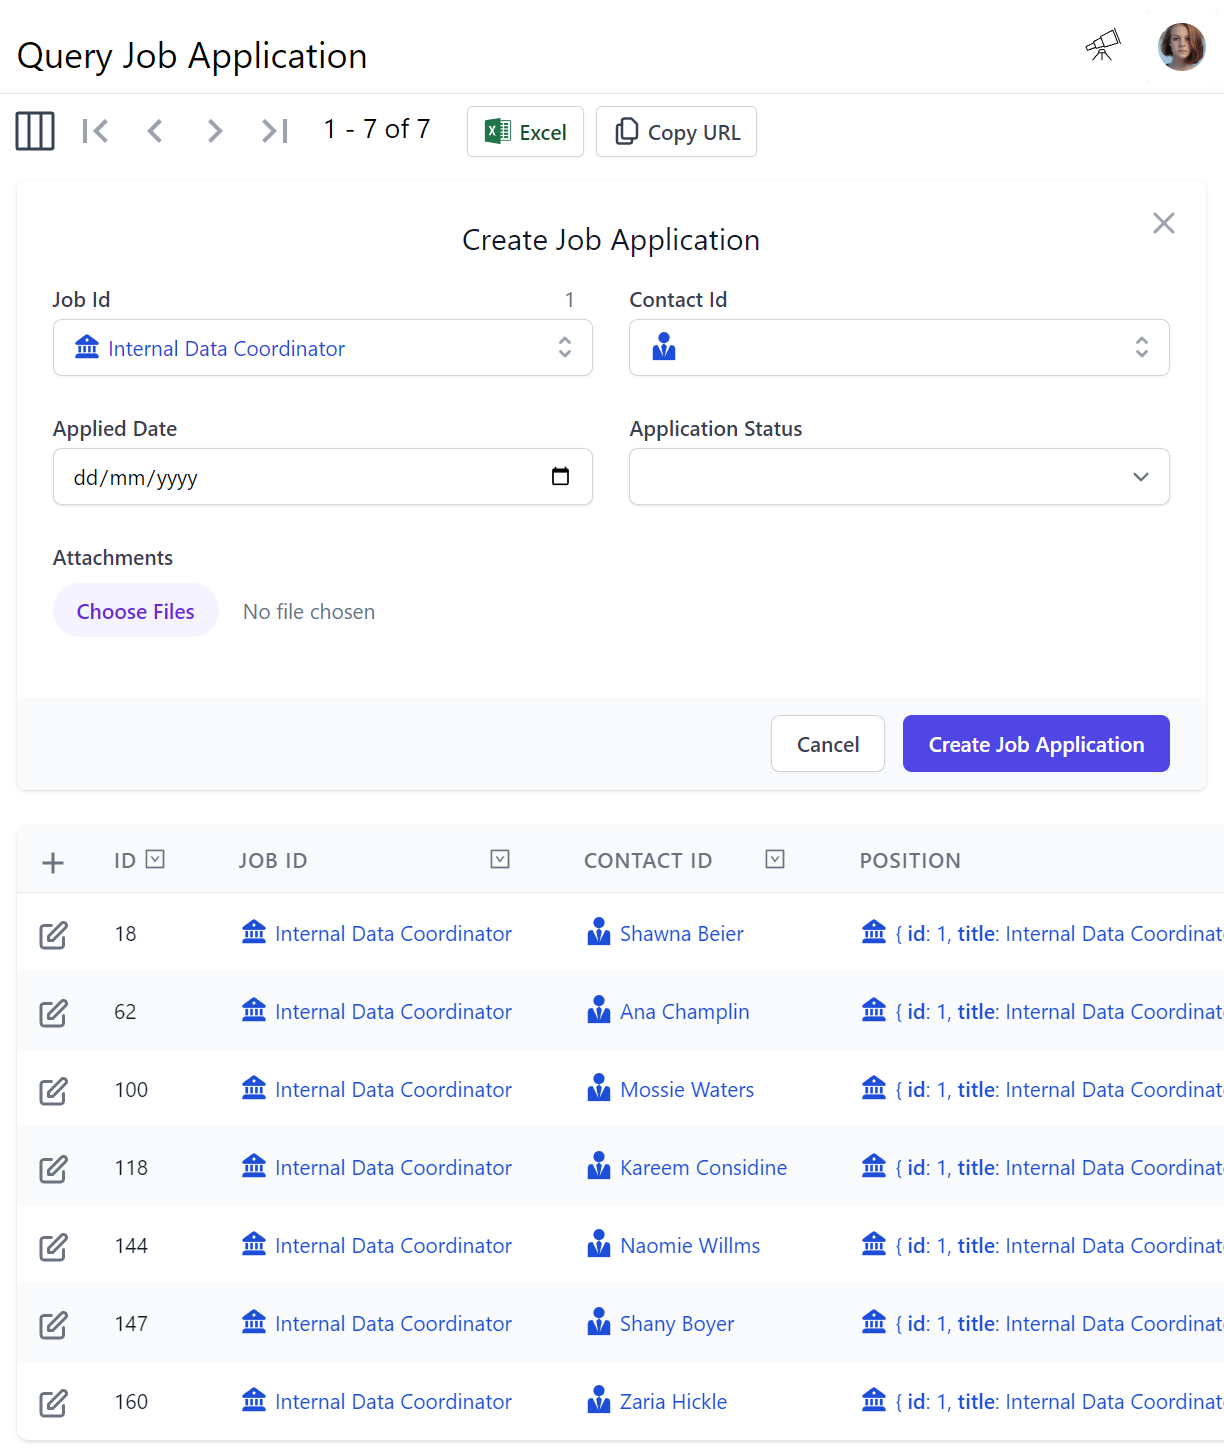 Query Job Application
1 - 7 of 7 Excel Copy URL
Create Job Application
Job Id 1 Contact Id
Internal Data Coordinator
Applied Date Application Status
dd/mm/yyyy
Attachments
Choose Files No file chosen
Cancel Create Job Application
ID JOB ID CONTACT ID POSITION
18 Internal Data Coordinator Shawna Beier { id: 1, title: Internal Data Coordinat
62 Internal Data Coordinator Ana Champlin { id: 1, title: Internal Data Coordinat
100 Internal Data Coordinator Mossie Waters { id: 1, title: Internal Data Coordinat
118 Internal Data Coordinator Kareem Considine { id: 1, title: Internal Data Coordinat
144 Internal Data Coordinator Naomie Willms { id: 1, title: Internal Data Coordinat
147 Internal Data Coordinator Shany Boyer { id: 1, title: Internal Data Coordinat
160 Internal Data Coordinator Zaria Hickle { id: 1, title: Internal Data Coordinat